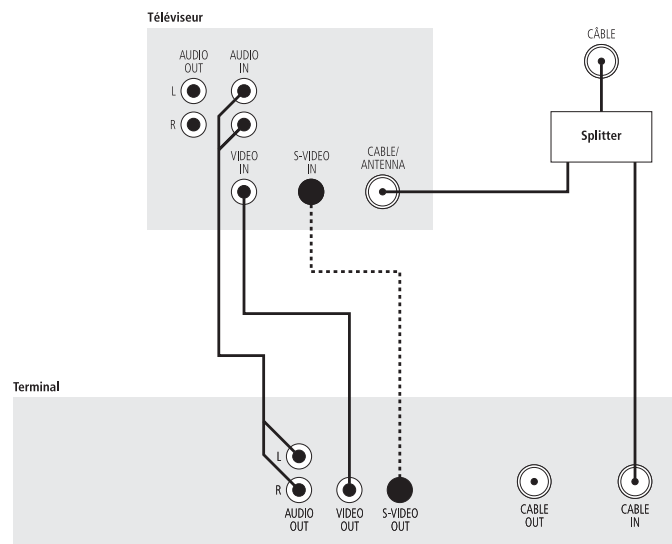 Téléviseur
AUDIO
OUT
AUDIO
IN
L
R
VIDEO
IN
S-VIDEO
IN
CABLE/
ANTENNA
CÂBLE
Splitter
Terminal
L
R
AUDIO
OUT
VIDEO
OUT
S-VIDEO
OUT
CABLE
OUT
CABLE
IN